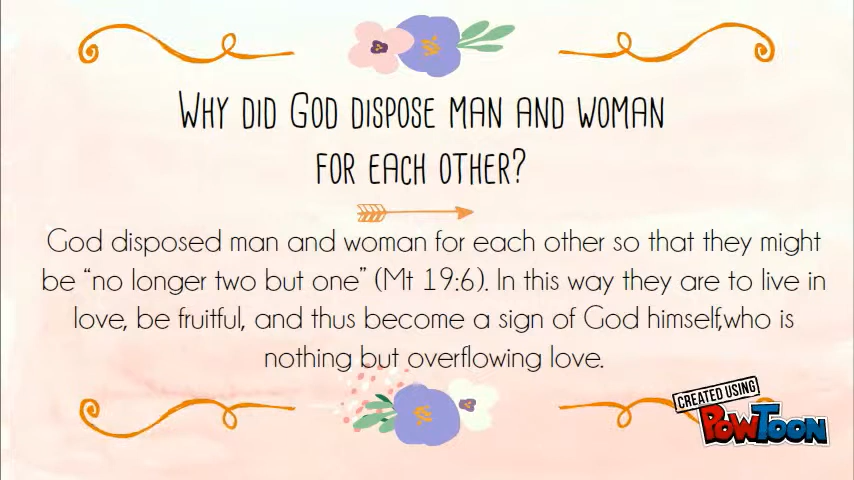 WHY DID GOD DISPOSE MAN AND WOMAN
FOR EACH OTHER?
God disposed man and woman for each other so that they might
be “no longer two but one” (Mt 19:6). In this way they are to live in
love, be fruitful, and thus become a sign of God himself,who is
nothing but overflowing love.
CREATED USING
POWTOON